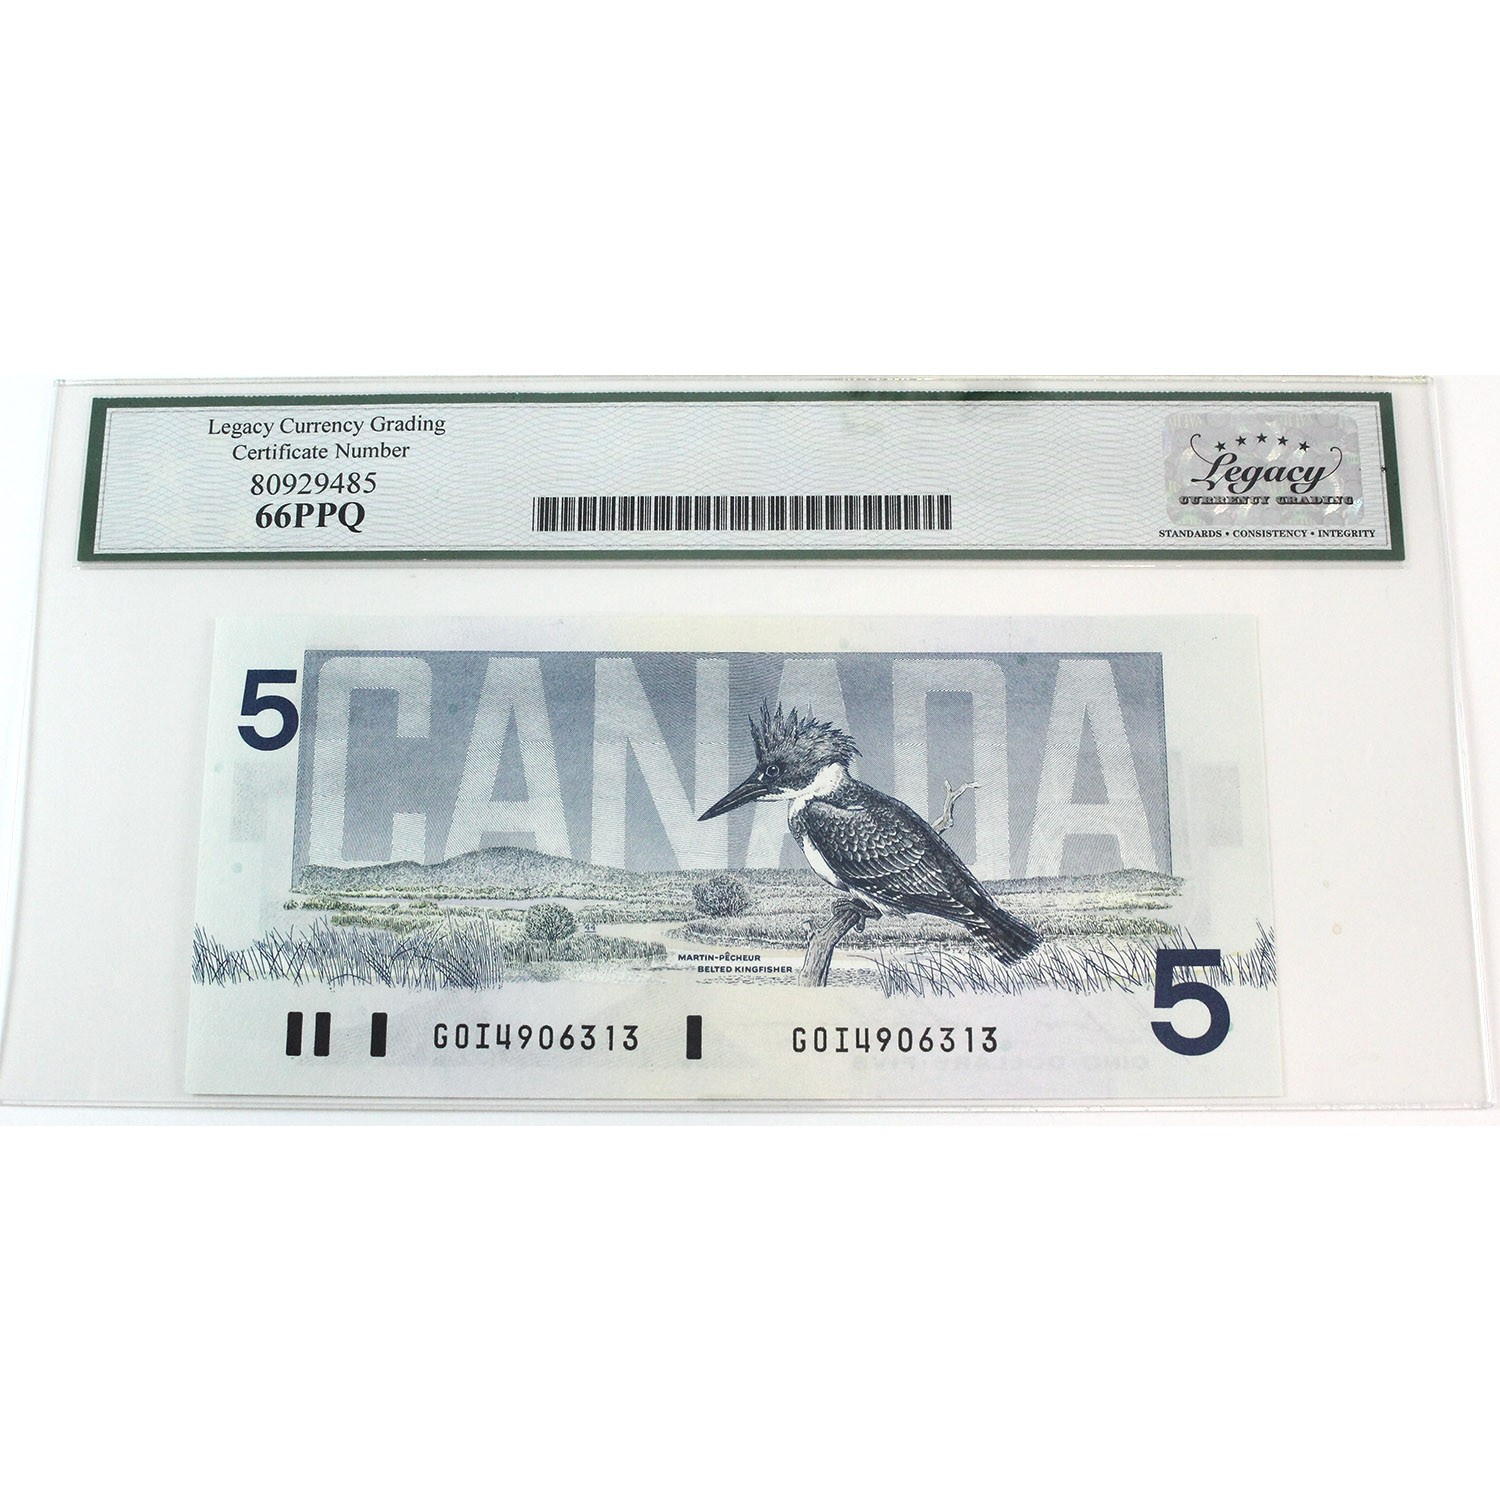 Legacy Currency Grading
Certificate Number
80929485
66PPQ
Legacy
CURRENCY GRADING
STANDARDS • CONSISTENCY • INTEGRITY
5
CANADA
MARTIN-PÊCHEUR
BELTED KINGFISHER
5
GOI4906313
GOI4906313